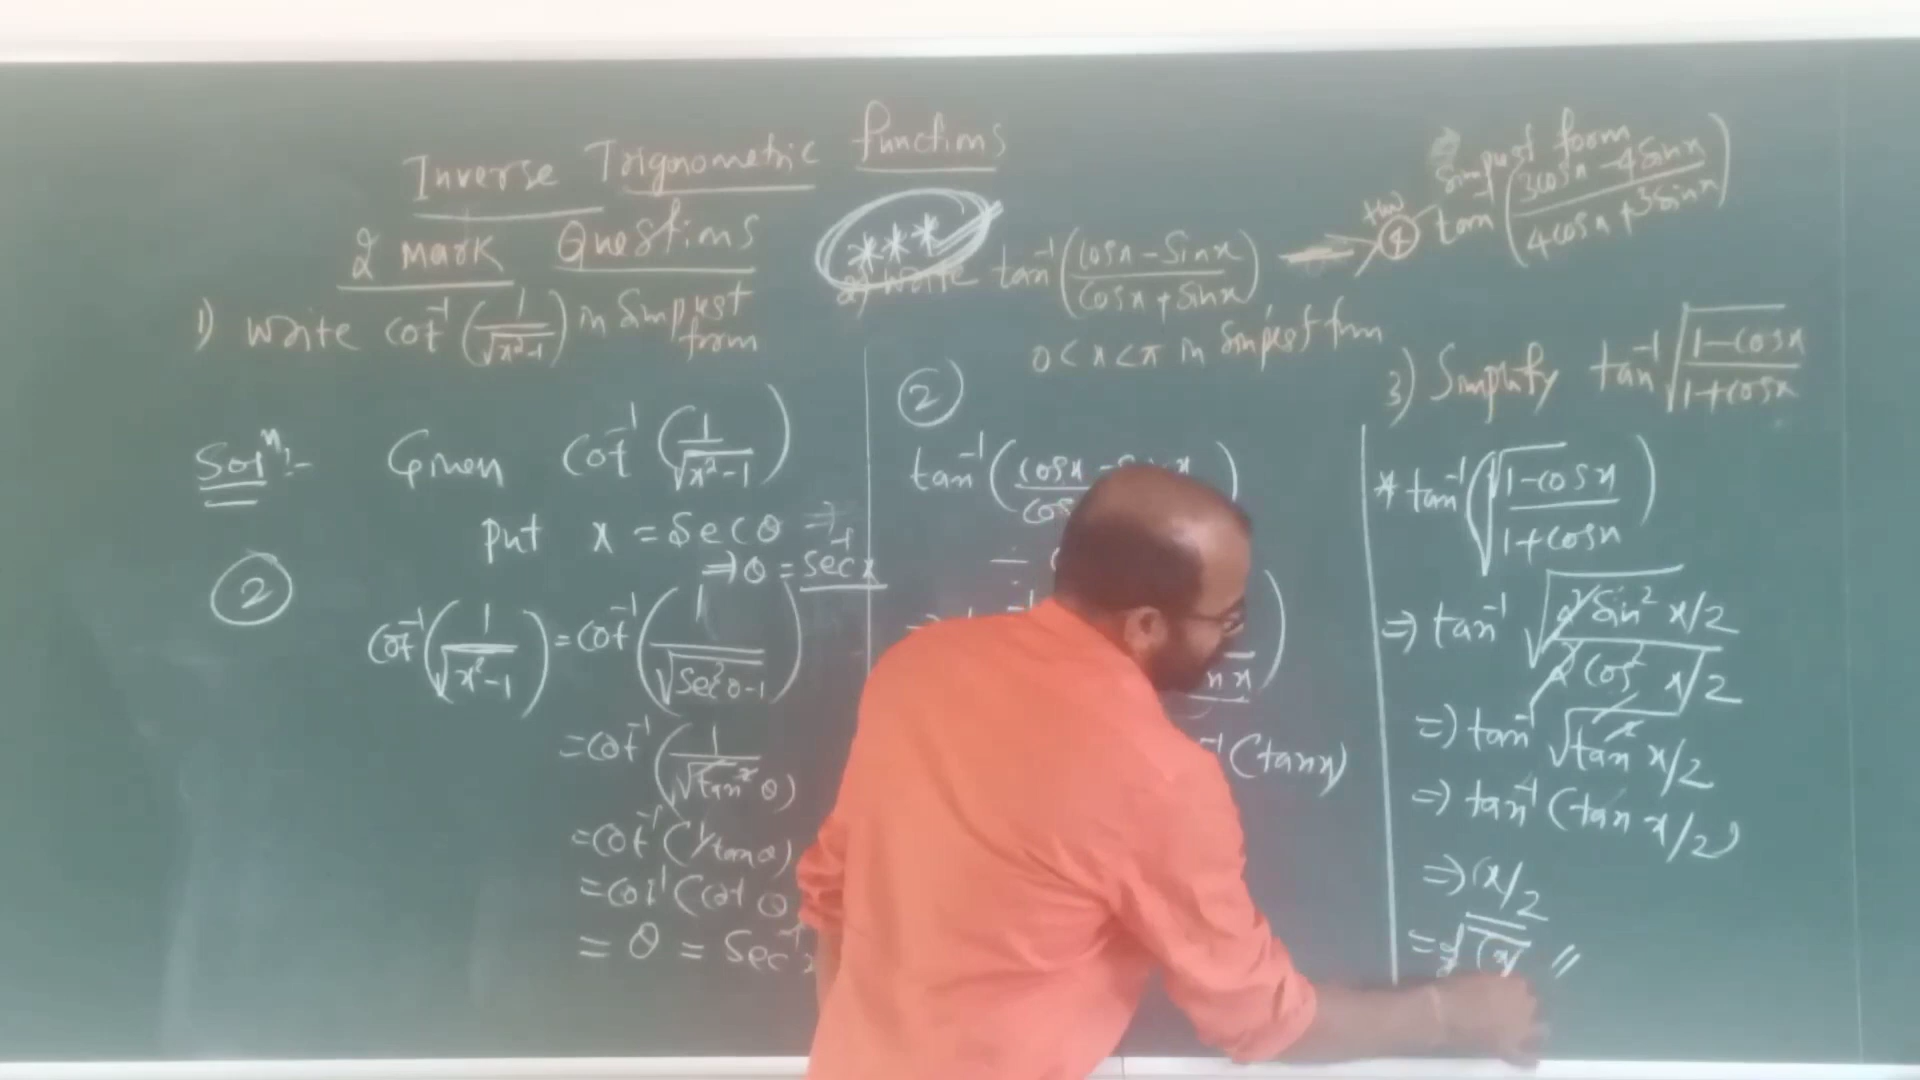 Inverse Trigonometric functions
2 Mark Questions
***
1) Write cot⁻¹(1/√x²-1) in Simplest form
2) Write tan⁻¹(cosx - Sinx / Cosx + Sinx)
0 < x < π in Simplest form
HW
4
Simplest form
tan⁻¹(3cosx - 4Sinx / 4cosx + 3Sinx)
3) Simplify tan⁻¹√1-cosx / 1+cosx
Solⁿ:- Given Cot⁻¹(1/√x²-1)
put x = Secθ
⇒ θ = Sec⁻¹x
2
Cot⁻¹(1/√x²-1) = Cot⁻¹(1/√Sec²θ-1)
= Cot⁻¹(1/√tan²θ)
= Cot⁻¹(1/tanθ)
= Cot⁻¹(Cot θ
= θ = Sec⁻¹
2
tan⁻¹(cosx -
(tanx)
* tan⁻¹(√1-cosx / 1+cosx)
⇒ tan⁻¹ √2Sin² x/2 / 2Cos² x/2
⇒ tan⁻¹ √tan² x/2
⇒ tan⁻¹(tan x/2)
⇒ x/2